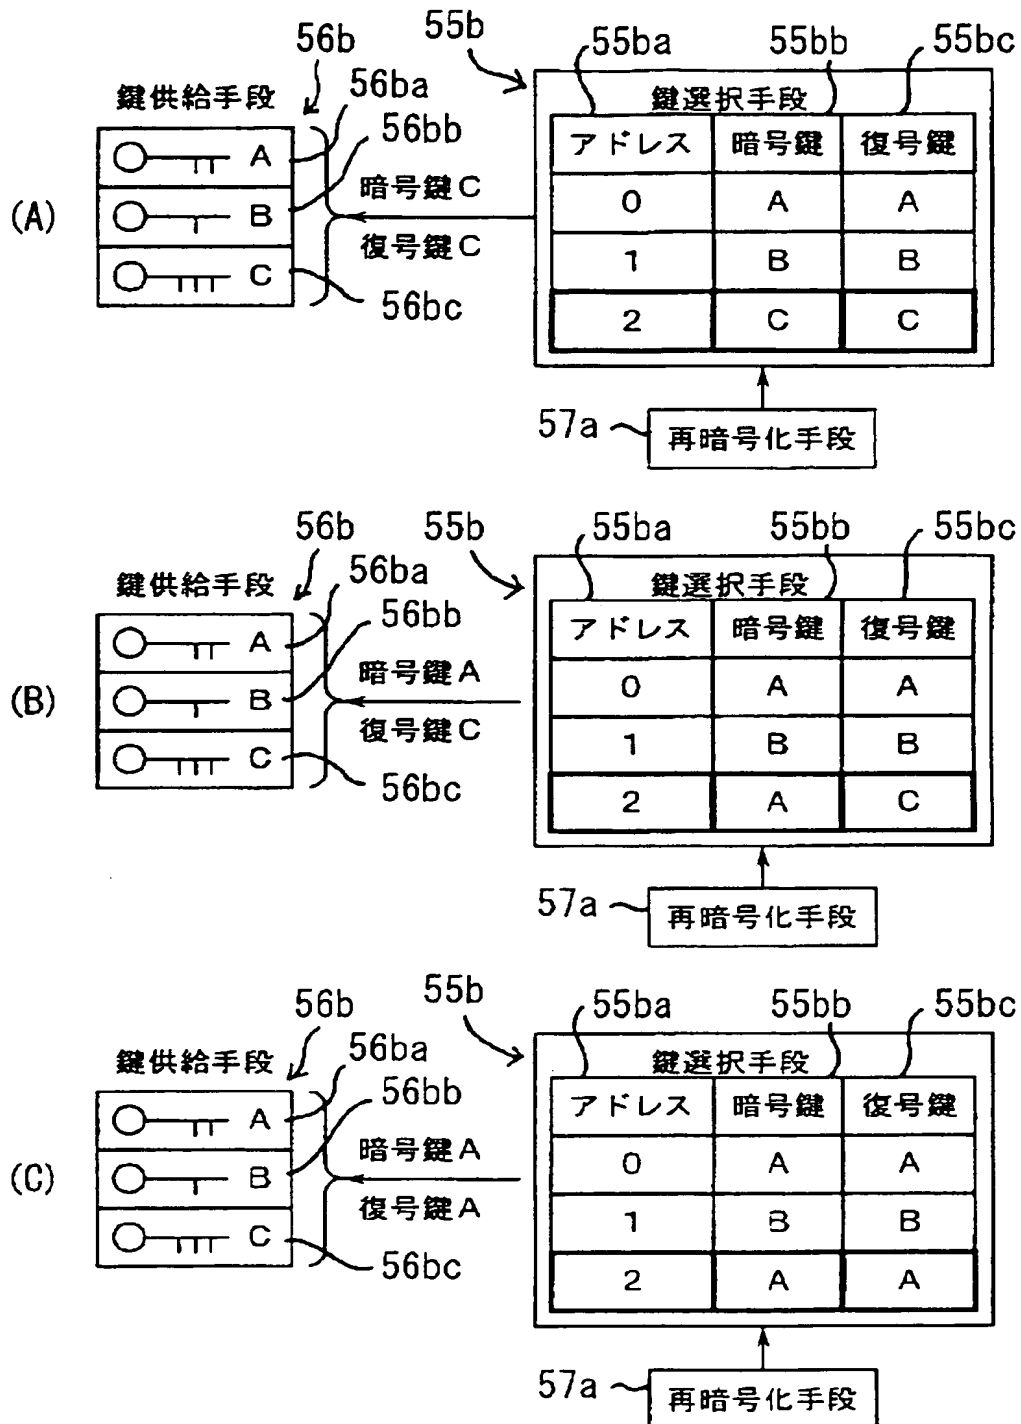 (A)
56b
55b
55ba
55bb
55bc
鍵供給手段
56ba
56bb
56bc
A
B
C
暗号鍵C
復号鍵C
鍵選択手段
アドレス 暗号鍵 復号鍵
0 A A
1 B B
2 C C
57a
再暗号化手段
(B)
56b
55b
55ba
55bb
55bc
鍵供給手段
56ba
56bb
56bc
A
B
C
暗号鍵A
復号鍵C
鍵選択手段
アドレス 暗号鍵 復号鍵
0 A A
1 B B
2 A C
57a
再暗号化手段
(C)
56b
55b
55ba
55bb
55bc
鍵供給手段
56ba
56bb
56bc
A
B
C
暗号鍵A
復号鍵A
鍵選択手段
アドレス 暗号鍵 復号鍵
0 A A
1 B B
2 A A
57a
再暗号化手段